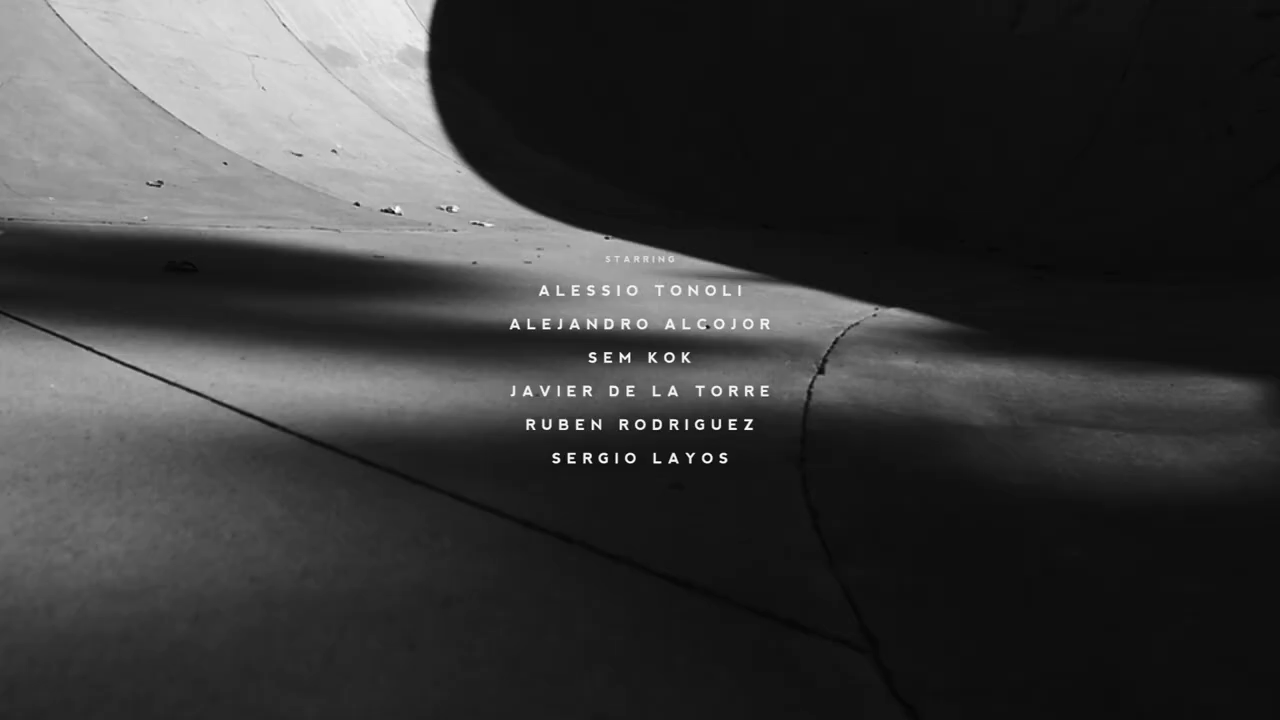 STARRING
ALESSIO TONOLI
ALEJANDRO ALCOJOR
SEM KOK
JAVIER DE LA TORRE
RUBEN RODRIGUEZ
SERGIO LAYOS